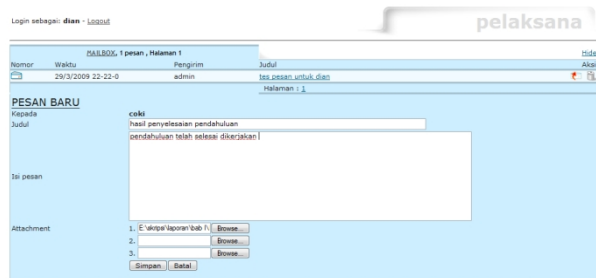 Login sebagai: dian - Logout
pelaksana
MAILBOX, 1 pesan , Halaman 1
Hide
Nomor Waktu Pengirim Judul Aksi
29/3/2009 22-22-0 admin tes pesan untuk dian
Halaman : 1
PESAN BARU
Kepada coki
Judul hasil penyelesaian pendahuluan
pendahuluan telah selesai dikerjakan
Isi pesan
Attachment 1. Browse...
2. Browse...
3. Browse...
Simpan Batal